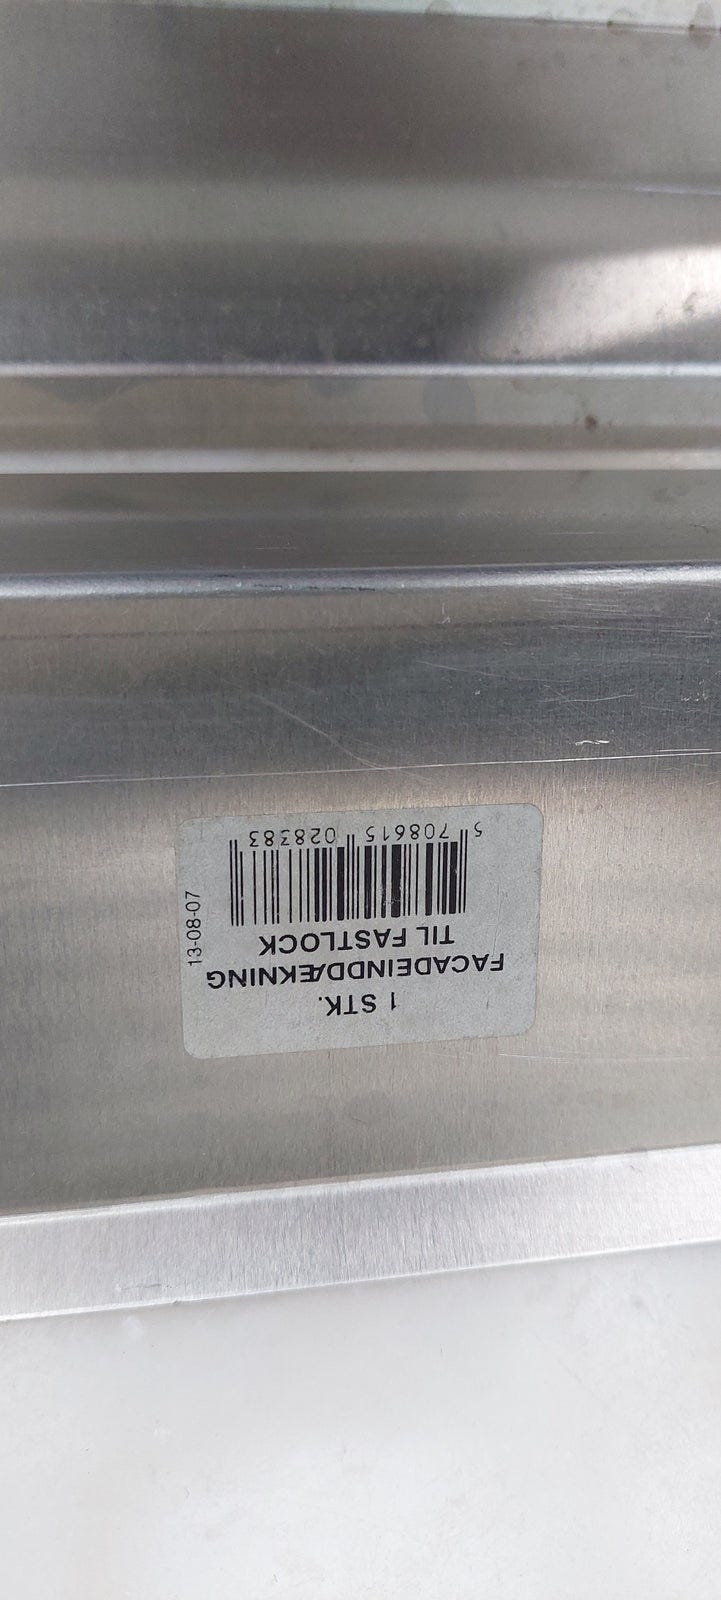 1 STK.
FACADEINDDÆKNING
TIL FASTLOCK
5 708615 028383
13-08-07